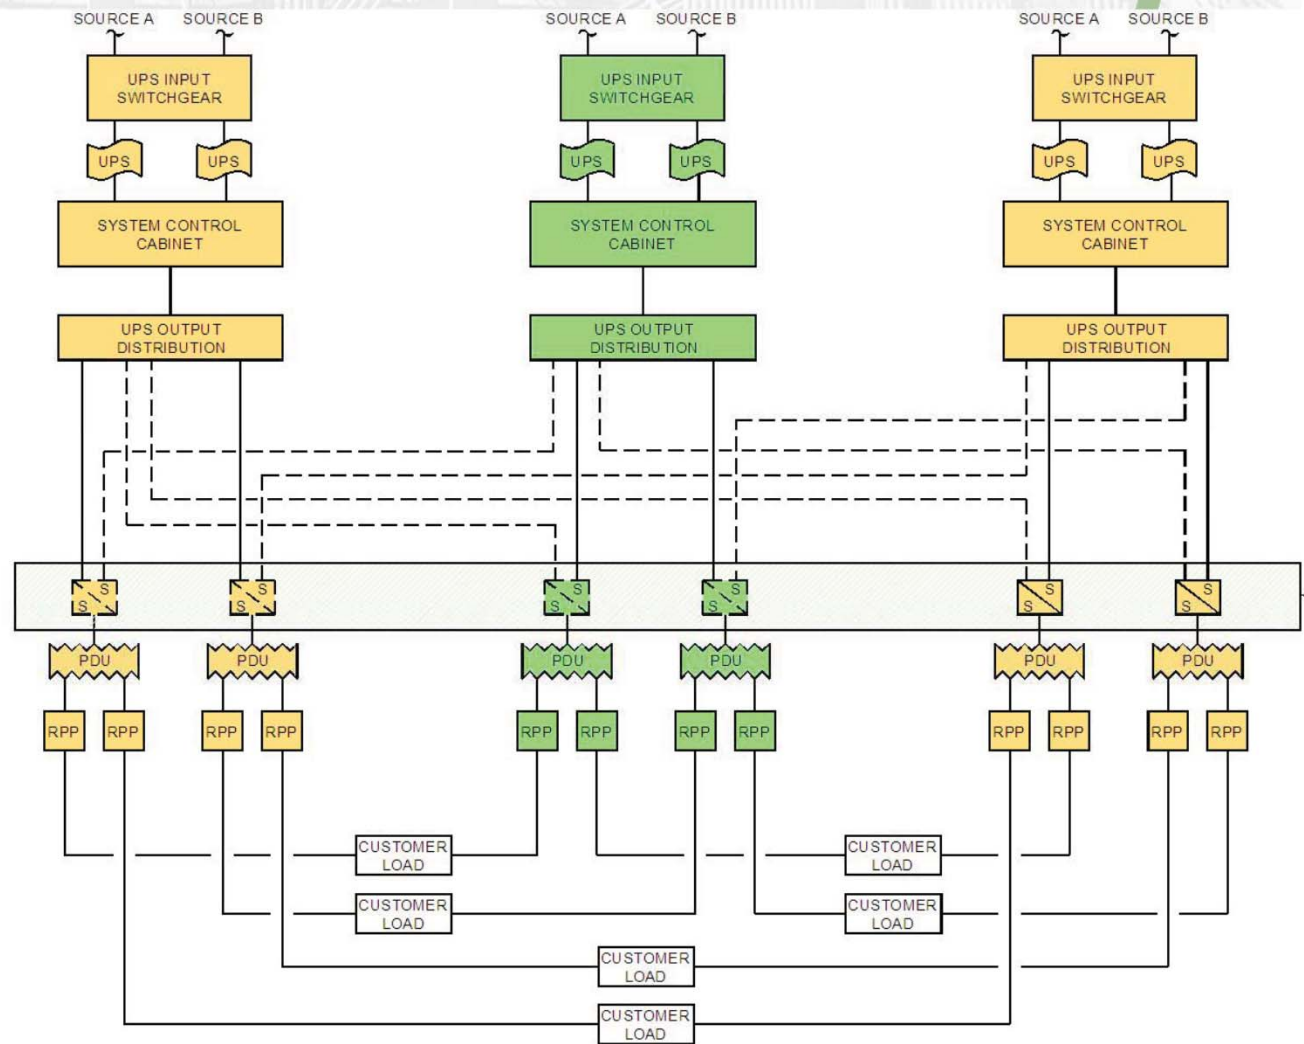 SOURCE A SOURCE B SOURCE A SOURCE B SOURCE A SOURCE B
UPS INPUT SWITCHGEAR
UPS INPUT SWITCHGEAR
UPS INPUT SWITCHGEAR
UPS UPS UPS UPS UPS UPS
SYSTEM CONTROL CABINET
SYSTEM CONTROL CABINET
SYSTEM CONTROL CABINET
UPS OUTPUT DISTRIBUTION
UPS OUTPUT DISTRIBUTION
UPS OUTPUT DISTRIBUTION
S S S S S S
S S S S S S
PDU PDU PDU PDU PDU PDU
RPP RPP RPP RPP RPP RPP RPP RPP RPP RPP RPP RPP
CUSTOMER LOAD
CUSTOMER LOAD
CUSTOMER LOAD
CUSTOMER LOAD
CUSTOMER LOAD
CUSTOMER LOAD